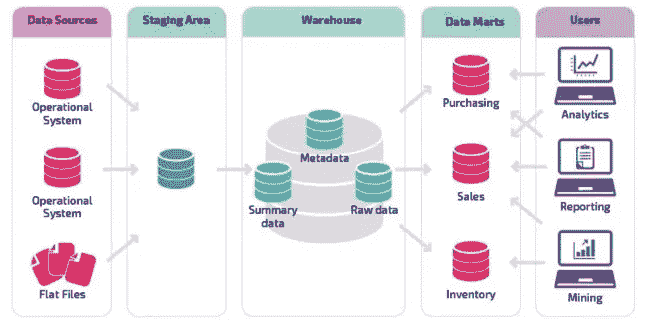 Data Sources
Staging Area
Warehouse
Data Marts
Users
Operational
System
Operational
System
Flat Files
Metadata
Summary
data
Raw data
Purchasing
Sales
Inventory
Analytics
Reporting
Mining